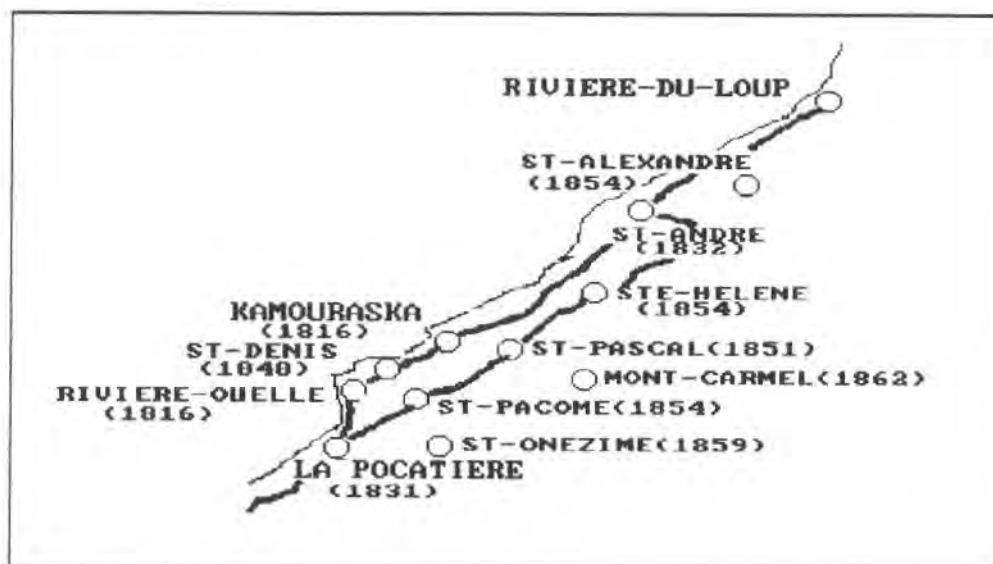 RIVIERE-DU-LOUP
ST-ALEXANDRE
(1854)
ST-ANDRE
(1832)
STE-HELENE
(1854)
KAMOURASKA
(1816)
ST-DENIS
(1840)
ST-PASCAL(1851)
MONT-CARMEL(1862)
RIVIERE-OUELLE
(1816)
ST-PACOME(1854)
ST-ONEZIME(1859)
LA POCATIERE
(1831)